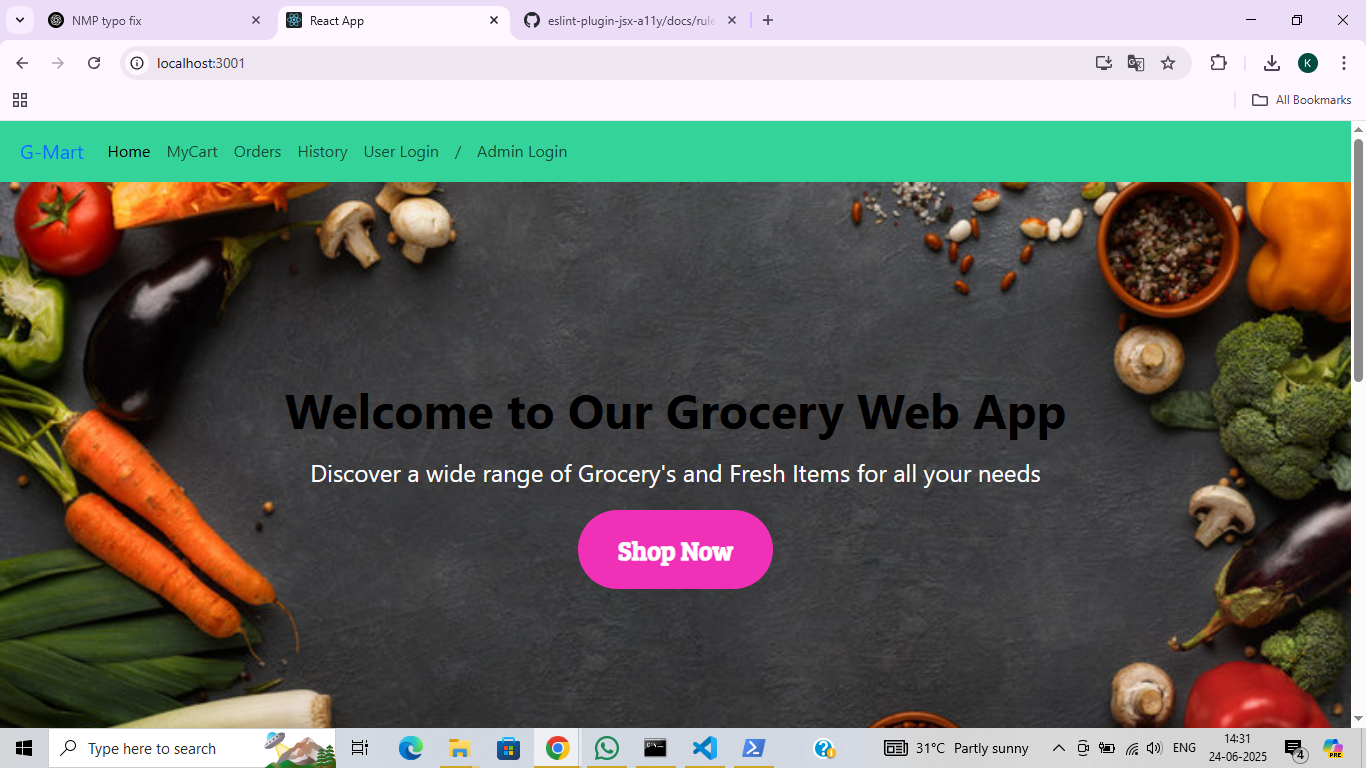 NMP typo fix
React App
eslint-plugin-jsx-a11y/docs/rule
localhost:3001
K
All Bookmarks
G-Mart Home MyCart Orders History User Login / Admin Login
Welcome to Our Grocery Web App
Discover a wide range of Grocery's and Fresh Items for all your needs
Shop Now
Type here to search
31°C Partly sunny
ENG
14:31
24-06-2025
4
PRE